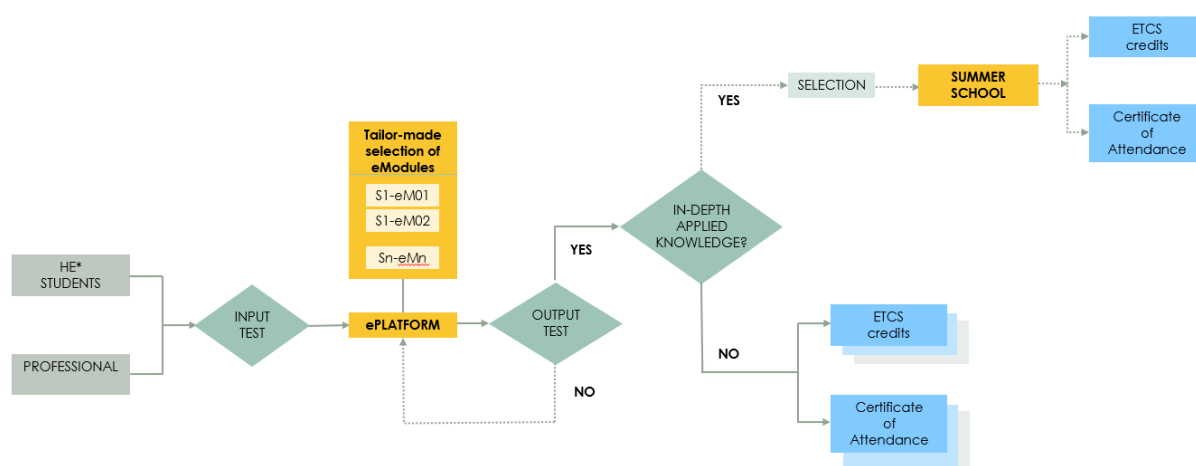 ETCS
credits
SUMMER
SCHOOL
SELECTION
YES
Certificate
of
Attendance
Tailor-made
selection of
eModules
S1-eM01
S1-eM02
Sn-eMn
IN-DEPTH
APPLIED
KNOWLEDGE?
YES
HE*
STUDENTS
INPUT
TEST
ePLATFORM
OUTPUT
TEST
ETCS
credits
NO
PROFESSIONAL
NO
Certificate
of
Attendance